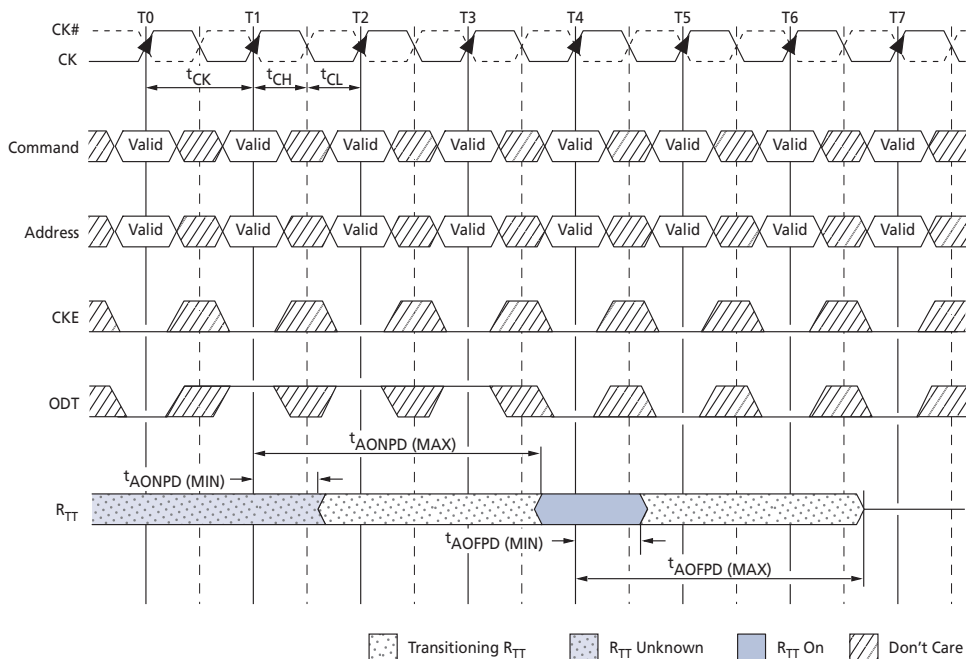 T0 T1 T2 T3 T4 T5 T6 T7
CK#
CK
tCK tCH tCL
Command Valid Valid Valid Valid Valid Valid Valid Valid
Address Valid Valid Valid Valid Valid Valid Valid Valid
CKE
ODT
tAONPD (MAX)
tAONPD (MIN)
RTT
tAOFPD (MIN)
tAOFPD (MAX)
Transitioning RTT RTT Unknown RTT On Don't Care